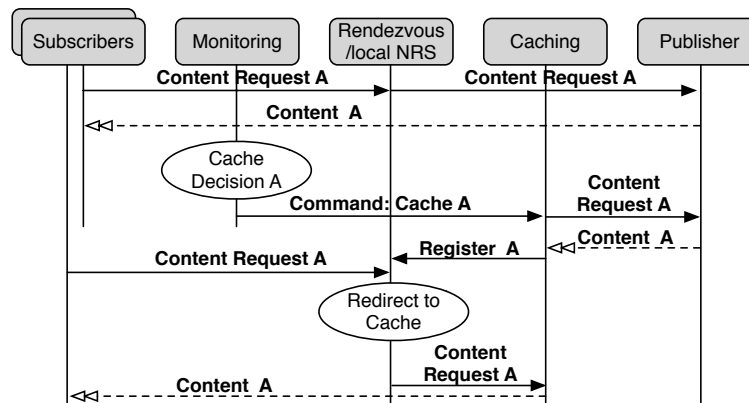 Subscribers
Monitoring
Rendezvous
/local NRS
Caching
Publisher
Content Request A
Content Request A
Content A
Cache
Decision A
Command: Cache A
Content
Request A
Content A
Register A
Content Request A
Redirect to
Cache
Content
Request A
Content A